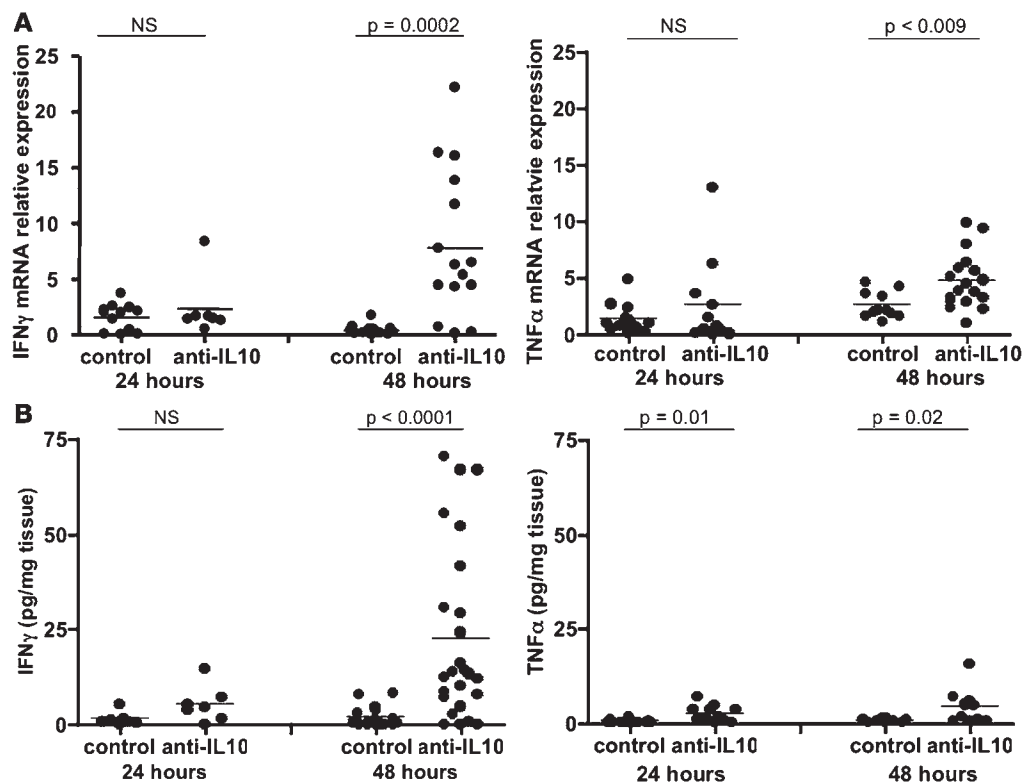 A
NS
p = 0.0002
IFNγ mRNA relative expression
25
20
15
10
5
0
control anti-IL10 control anti-IL10
24 hours 48 hours
NS
p < 0.009
TNFα mRNA relatvie expression
25
20
15
10
5
0
control anti-IL10 control anti-IL10
24 hours 48 hours
B
NS
p < 0.0001
IFNγ (pg/mg tissue)
75
50
25
0
control anti-IL10 control anti-IL10
24 hours 48 hours
p = 0.01
p = 0.02
TNFα (pg/mg tissue)
75
50
25
0
control anti-IL10 control anti-IL10
24 hours 48 hours